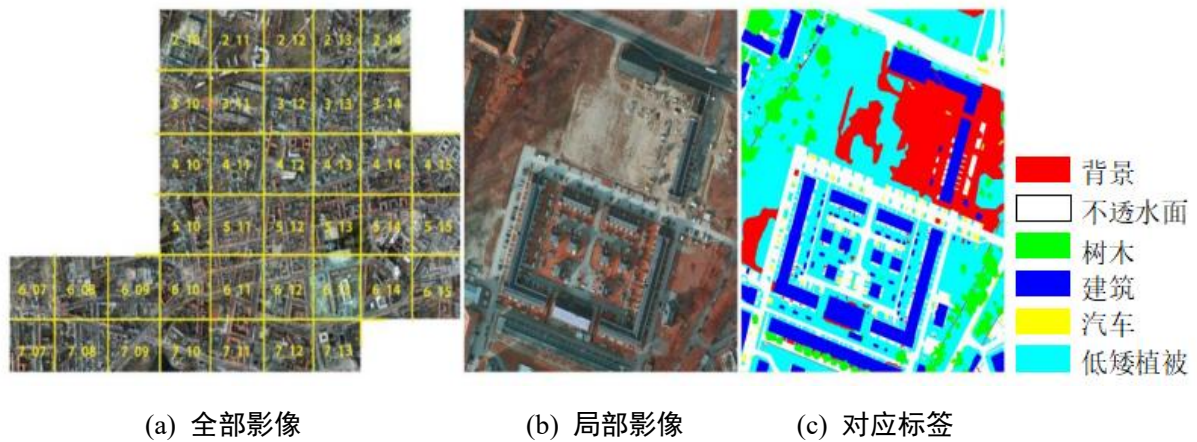 2_10 2_11 2_12 2_13 2_14
3_10 3_11 3_12 3_13 3_14
4_10 4_11 4_12 4_13 4_14 4_15
5_10 5_11 5_12 5_13 5_14 5_15
6_07 6_08 6_09 6_10 6_11 6_12 6_13 6_14 6_15
7_07 7_08 7_09 7_10 7_11 7_12 7_13
背景
不透水面
树木
建筑
汽车
低矮植被
(a) 全部影像 (b) 局部影像 (c) 对应标签